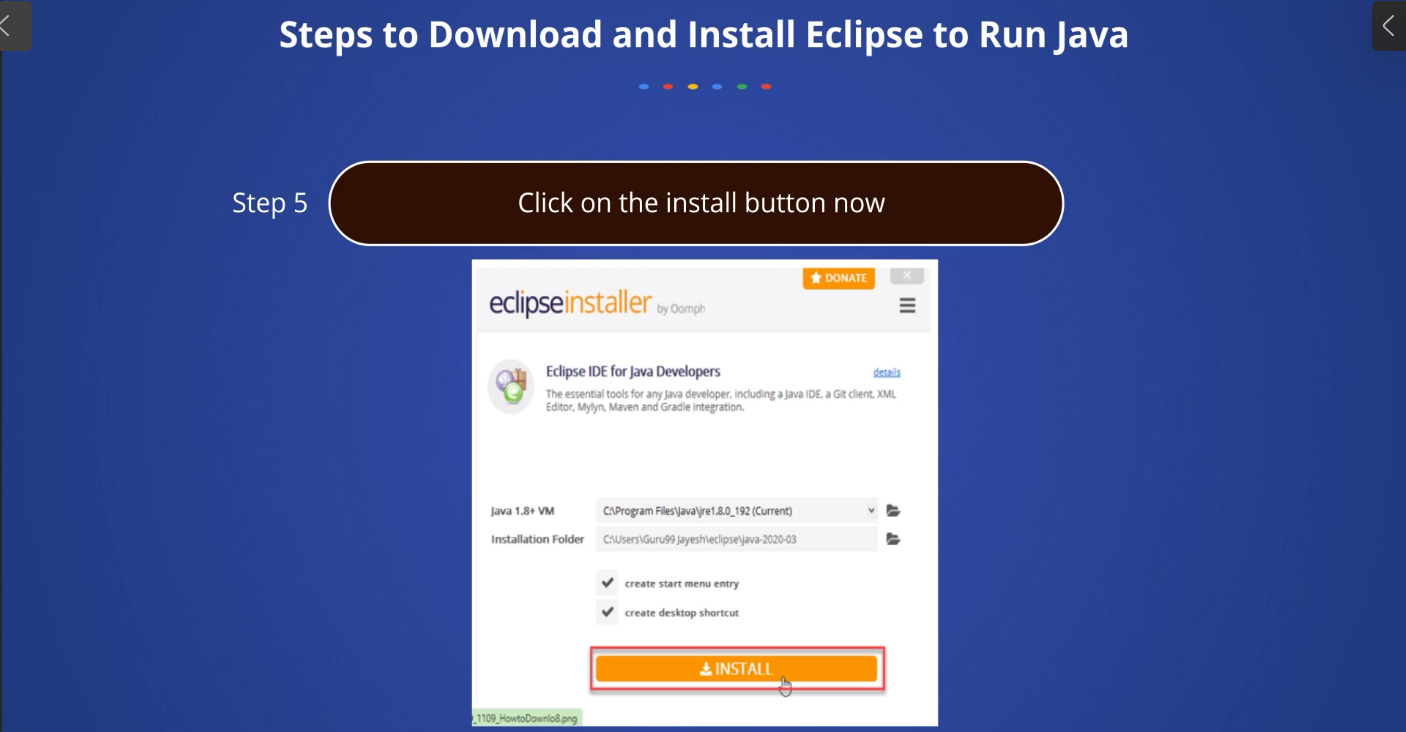 Steps to Download and Install Eclipse to Run Java
Step 5
Click on the install button now
DONATE
eclipseinstaller by Oomph
Eclipse IDE for Java Developers
details
The essential tools for any Java developer, including a Java IDE, a Git client, XML
Editor, Mylyn, Maven and Gradle integration.
Java 1.8+ VM
C:\Program Files\Java\jre1.8.0_192 (Current)
Installation Folder
C:\Users\Guru99 Jayesh\eclipse\java-2020-03
create start menu entry
create desktop shortcut
INSTALL
_1109_HowtoDownlo8.png